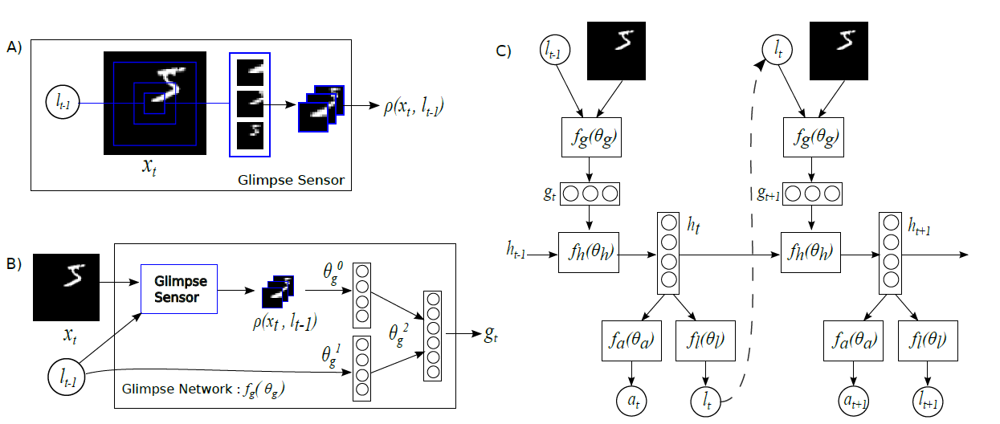 A)
l_{t-1}
x_t
ρ(x_t, l_{t-1})
Glimpse Sensor
B)
x_t
l_{t-1}
Glimpse
Sensor
ρ(x_t, l_{t-1})
θ_g^0
θ_g^1
θ_g^2
g_t
Glimpse Network : f_g( θ_g)
C)
l_{t-1}
f_g(θ_g)
g_t
h_{t-1}
f_h(θ_h)
h_t
f_a(θ_a)
f_l(θ_l)
a_t
l_t
l_t
f_g(θ_g)
g_{t+1}
f_h(θ_h)
h_{t+1}
f_a(θ_a)
f_l(θ_l)
a_{t+1}
l_{t+1}